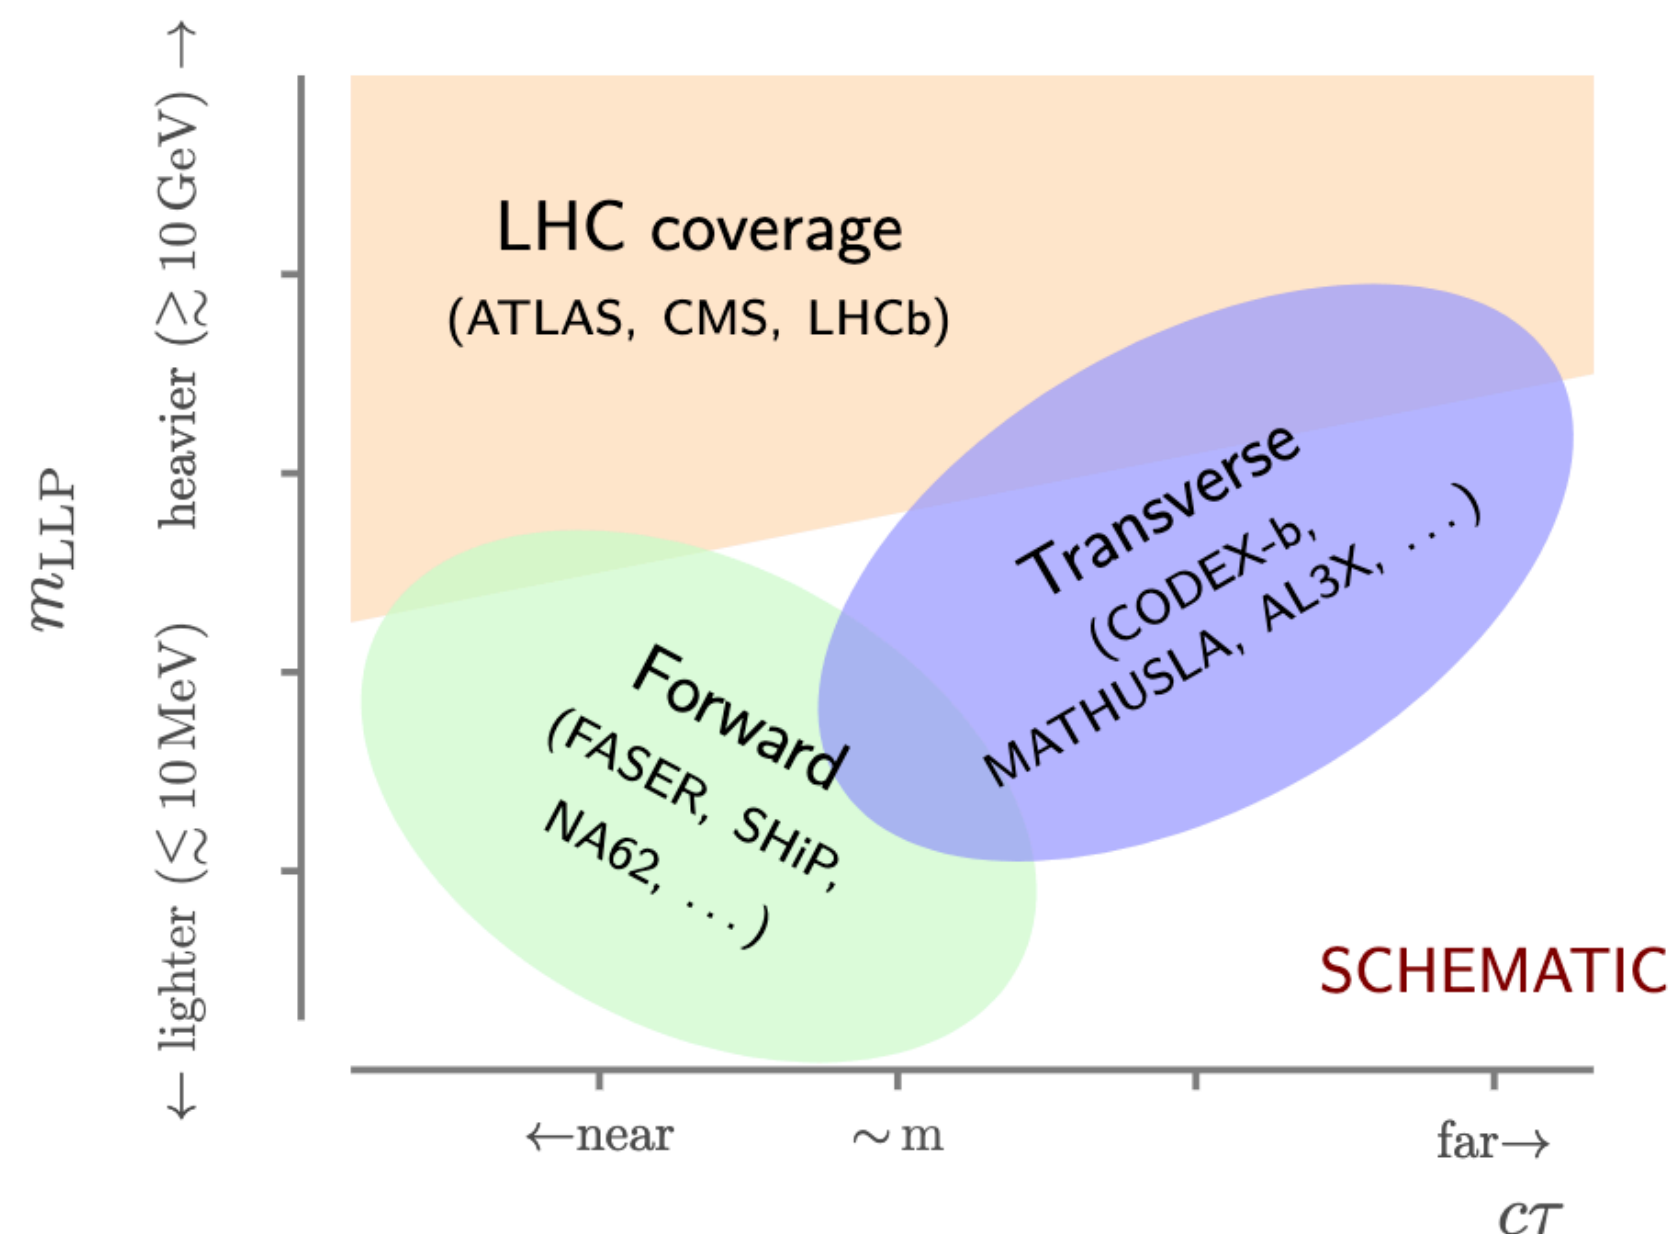 m_LLP
← lighter (≲ 10 MeV)    heavier (≳ 10 GeV) →
LHC coverage
(ATLAS, CMS, LHCb)
Transverse
(CODEX-b,
MATHUSLA, AL3X, ...)
Forward
(FASER, SHiP,
NA62, ...)
SCHEMATIC
←near
∼ m
far→
cτ